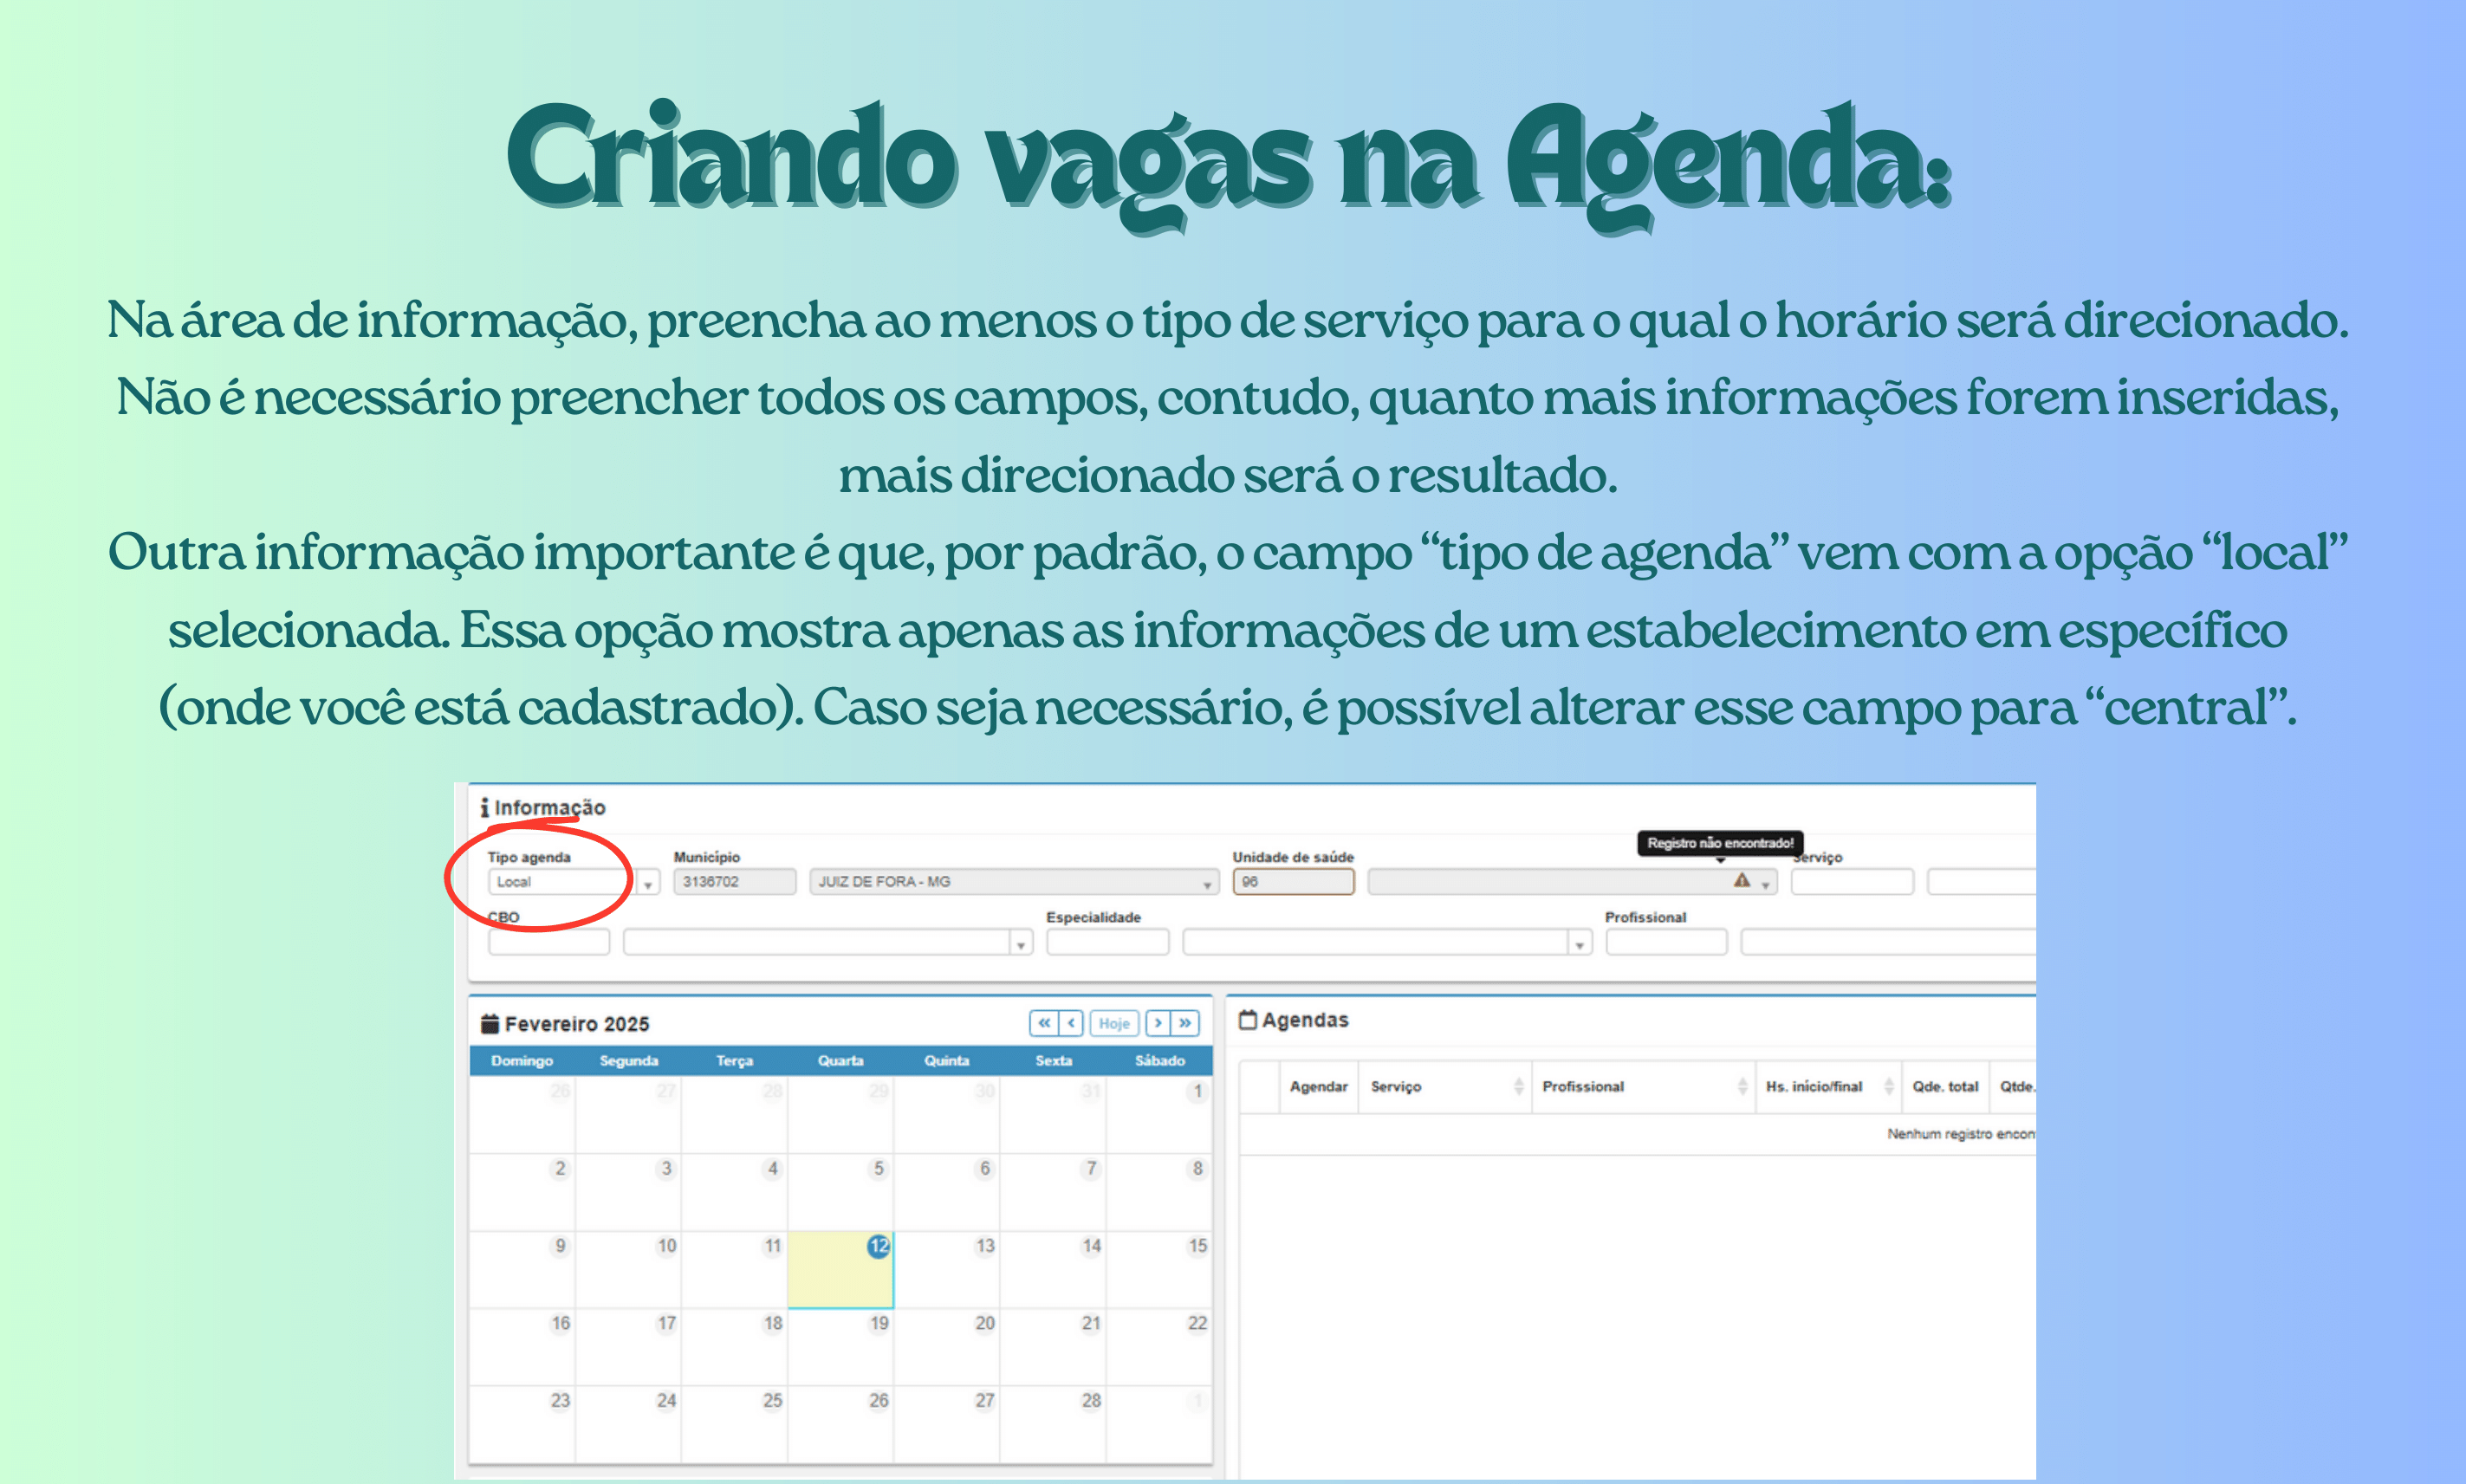 Criando vagas na Agenda:
Na área de informação, preencha ao menos o tipo de serviço para o qual o horário será direcionado.
Não é necessário preencher todos os campos, contudo, quanto mais informações forem inseridas,
mais direcionado será o resultado.
Outra informação importante é que, por padrão, o campo “tipo de agenda” vem com a opção “local”
selecionada. Essa opção mostra apenas as informações de um estabelecimento em específico
(onde você está cadastrado). Caso seja necessário, é possível alterar esse campo para “central”.
Informação
Registro não encontrado!
Tipo agenda Município Unidade de saúde Serviço
Local 3136702 JUIZ DE FORA - MG 96
CBO Especialidade Profissional
Fevereiro 2025 « ‹ Hoje › »
Domingo Segunda Terça Quarta Quinta Sexta Sábado
26 27 28 29 30 31 1
2 3 4 5 6 7 8
9 10 11 12 13 14 15
16 17 18 19 20 21 22
23 24 25 26 27 28 1
Agendas
Agendar Serviço Profissional Hs. início/final Qde. total Qtde.
Nenhum registro encon